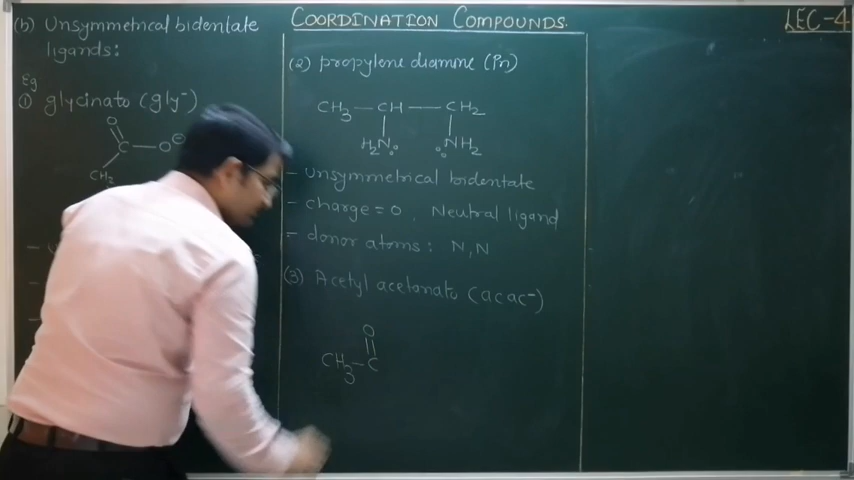 COORDINATION COMPOUNDS.
LEC-4
(b) Unsymmetrical bidentate
ligands:
Eg
① glycinato (gly⁻)
O
C — O⊖
CH₂
(2) propylene diamine (Pn)
CH₃ — CH — CH₂
H₂N: :NH₂
- unsymmetrical bidentate
- charge = 0, Neutral ligand
- donor atoms: N, N
(3) Acetyl acetonato (acac⁻)
O
CH₃ — C